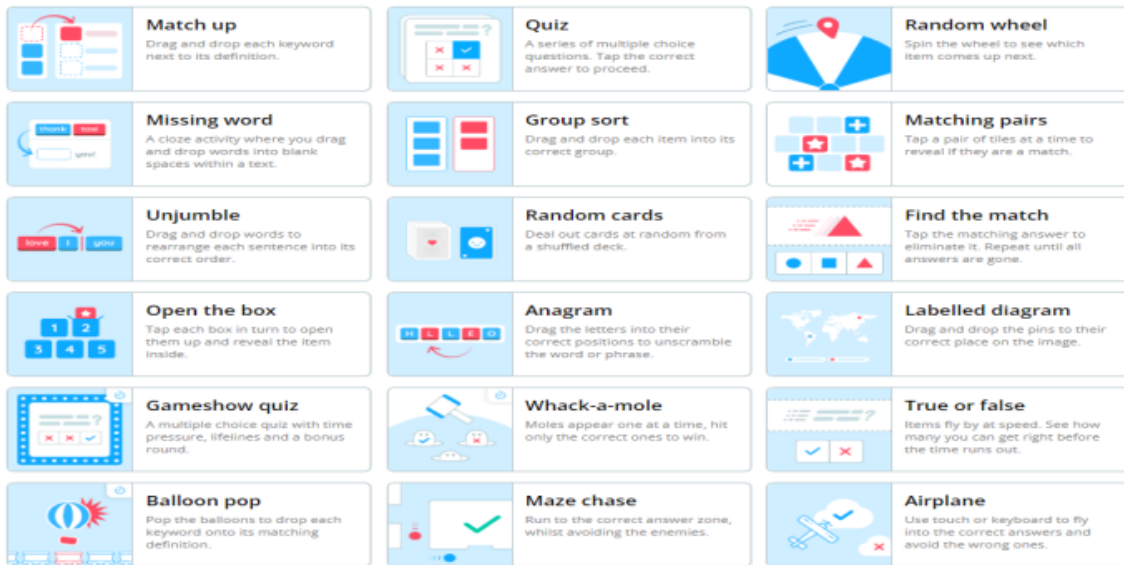 Match up
Drag and drop each keyword
next to its definition.
Quiz
A series of multiple choice
questions. Tap the correct
answer to proceed.
Random wheel
Spin the wheel to see which
item comes up next.
thank
you!
Missing word
A cloze activity where you drag
and drop words into blank
spaces within a text.
Group sort
Drag and drop each item into its
correct group.
Matching pairs
Tap a pair of tiles at a time to
reveal if they are a match.
love I you
Unjumble
Drag and drop words to
rearrange each sentence into its
correct order.
Random cards
Deal out cards at random from
a shuffled deck.
Find the match
Tap the matching answer to
eliminate it. Repeat until all
answers are gone.
1 2
3 4 5
Open the box
Tap each box in turn to open
them up and reveal the item
inside.
H L L E O
Anagram
Drag the letters into their
correct positions to unscramble
the word or phrase.
Labelled diagram
Drag and drop the pins to their
correct place on the image.
?
Gameshow quiz
A multiple choice quiz with time
pressure, lifelines and a bonus
round.
Whack-a-mole
Moles appear one at a time, hit
only the correct ones to win.
?
True or false
Items fly by at speed. See how
many you can get right before
the time runs out.
Balloon pop
Pop the balloons to drop each
keyword onto its matching
definition.
Maze chase
Run to the correct answer zone,
whilst avoiding the enemies.
Airplane
Use touch or keyboard to fly
into the correct answers and
avoid the wrong ones.